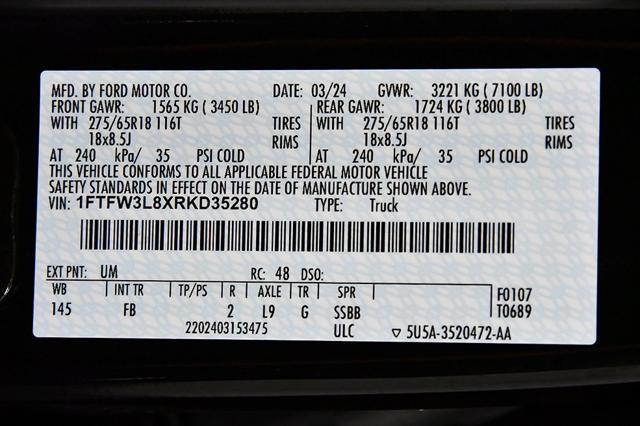 MFD. BY FORD MOTOR CO. DATE: 03/24 GVWR: 3221 KG ( 7100 LB)
FRONT GAWR: 1565 KG ( 3450 LB) REAR GAWR: 1724 KG ( 3800 LB)
WITH 275/65R18 116T TIRES WITH 275/65R18 116T TIRES
18x8.5J RIMS 18x8.5J RIMS
AT 240 kPa/ 35 PSI COLD AT 240 kPa/ 35 PSI COLD
THIS VEHICLE CONFORMS TO ALL APPLICABLE FEDERAL MOTOR VEHICLE
SAFETY STANDARDS IN EFFECT ON THE DATE OF MANUFACTURE SHOWN ABOVE.
VIN: 1FTFW3L8XRKD35280 TYPE: Truck
EXT PNT: UM RC: 48 DSO:
WB INT TR TP/PS R AXLE TR SPR F0107
145 FB 2 L9 G SSBB T0689
2202403153475 ULC ▽ 5U5A-3520472-AA